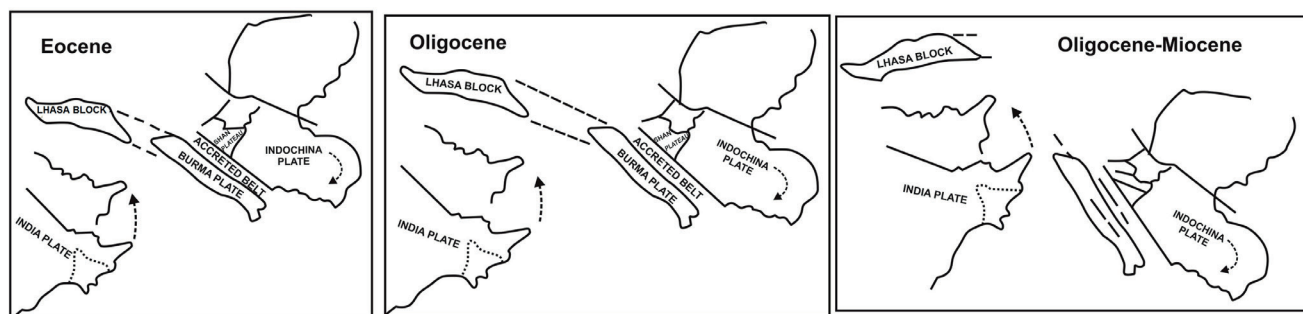 Eocene
LHASA BLOCK
SHAN
PLATEAU
ACCRETED BELT
BURMA PLATE
INDOCHINA
PLATE
INDIA PLATE
Oligocene
LHASA BLOCK
SHAN
PLATEAU
ACCRETED BELT
BURMA PLATE
INDOCHINA
PLATE
INDIA PLATE
Oligocene-Miocene
LHASA BLOCK
INDIA PLATE
INDOCHINA
PLATE